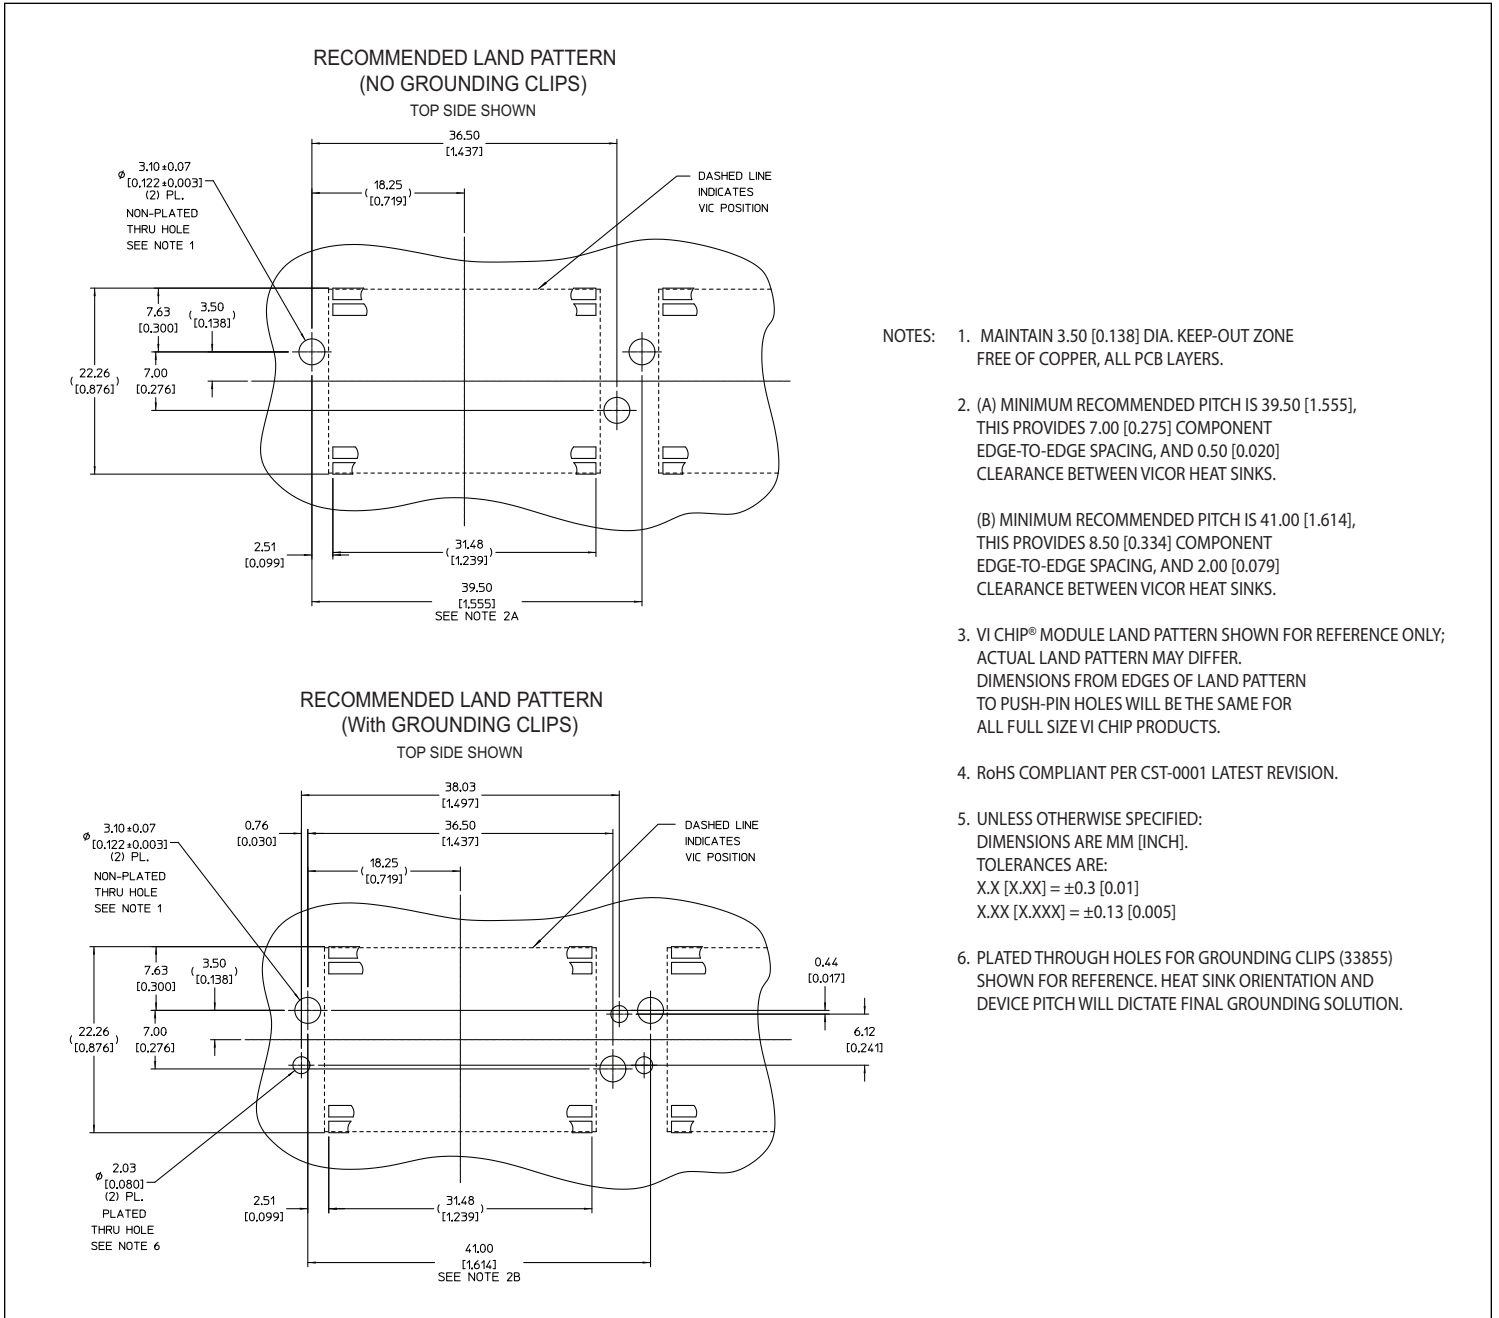 RECOMMENDED LAND PATTERN
(NO GROUNDING CLIPS)
TOP SIDE SHOWN
36.50
[1.437]
ø 3.10 ±0.07
[0.122 ±0.003]
(2) PL.
NON-PLATED
THRU HOLE
SEE NOTE 1
(18.25
[0.719])
DASHED LINE
INDICATES
VIC POSITION
7.63
[0.300]
(3.50
[0.138])
(22.26
[0.876])
7.00
[0.276]
2.51
[0.099]
(31.48
[1.239])
39.50
[1.555]
SEE NOTE 2A
RECOMMENDED LAND PATTERN
(With GROUNDING CLIPS)
TOP SIDE SHOWN
38.03
[1.497]
ø 3.10 ±0.07
[0.122 ±0.003]
(2) PL.
NON-PLATED
THRU HOLE
SEE NOTE 1
0.76
[0.030]
36.50
[1.437]
(18.25
[0.719])
DASHED LINE
INDICATES
VIC POSITION
7.63
[0.300]
(3.50
[0.138])
0.44
[0.017]
(22.26
[0.876])
7.00
[0.276]
6.12
[0.241]
ø 2.03
[0.080]
(2) PL.
PLATED
THRU HOLE
SEE NOTE 6
2.51
[0.099]
(31.48
[1.239])
41.00
[1.614]
SEE NOTE 2B
NOTES: 1. MAINTAIN 3.50 [0.138] DIA. KEEP-OUT ZONE
FREE OF COPPER, ALL PCB LAYERS.
2. (A) MINIMUM RECOMMENDED PITCH IS 39.50 [1.555],
THIS PROVIDES 7.00 [0.275] COMPONENT
EDGE-TO-EDGE SPACING, AND 0.50 [0.020]
CLEARANCE BETWEEN VICOR HEAT SINKS.
(B) MINIMUM RECOMMENDED PITCH IS 41.00 [1.614],
THIS PROVIDES 8.50 [0.334] COMPONENT
EDGE-TO-EDGE SPACING, AND 2.00 [0.079]
CLEARANCE BETWEEN VICOR HEAT SINKS.
3. VI CHIP® MODULE LAND PATTERN SHOWN FOR REFERENCE ONLY;
ACTUAL LAND PATTERN MAY DIFFER.
DIMENSIONS FROM EDGES OF LAND PATTERN
TO PUSH-PIN HOLES WILL BE THE SAME FOR
ALL FULL SIZE VI CHIP PRODUCTS.
4. RoHS COMPLIANT PER CST-0001 LATEST REVISION.
5. UNLESS OTHERWISE SPECIFIED:
DIMENSIONS ARE MM [INCH].
TOLERANCES ARE:
X.X [X.XX] = ±0.3 [0.01]
X.XX [X.XXX] = ±0.13 [0.005]
6. PLATED THROUGH HOLES FOR GROUNDING CLIPS (33855)
SHOWN FOR REFERENCE. HEAT SINK ORIENTATION AND
DEVICE PITCH WILL DICTATE FINAL GROUNDING SOLUTION.